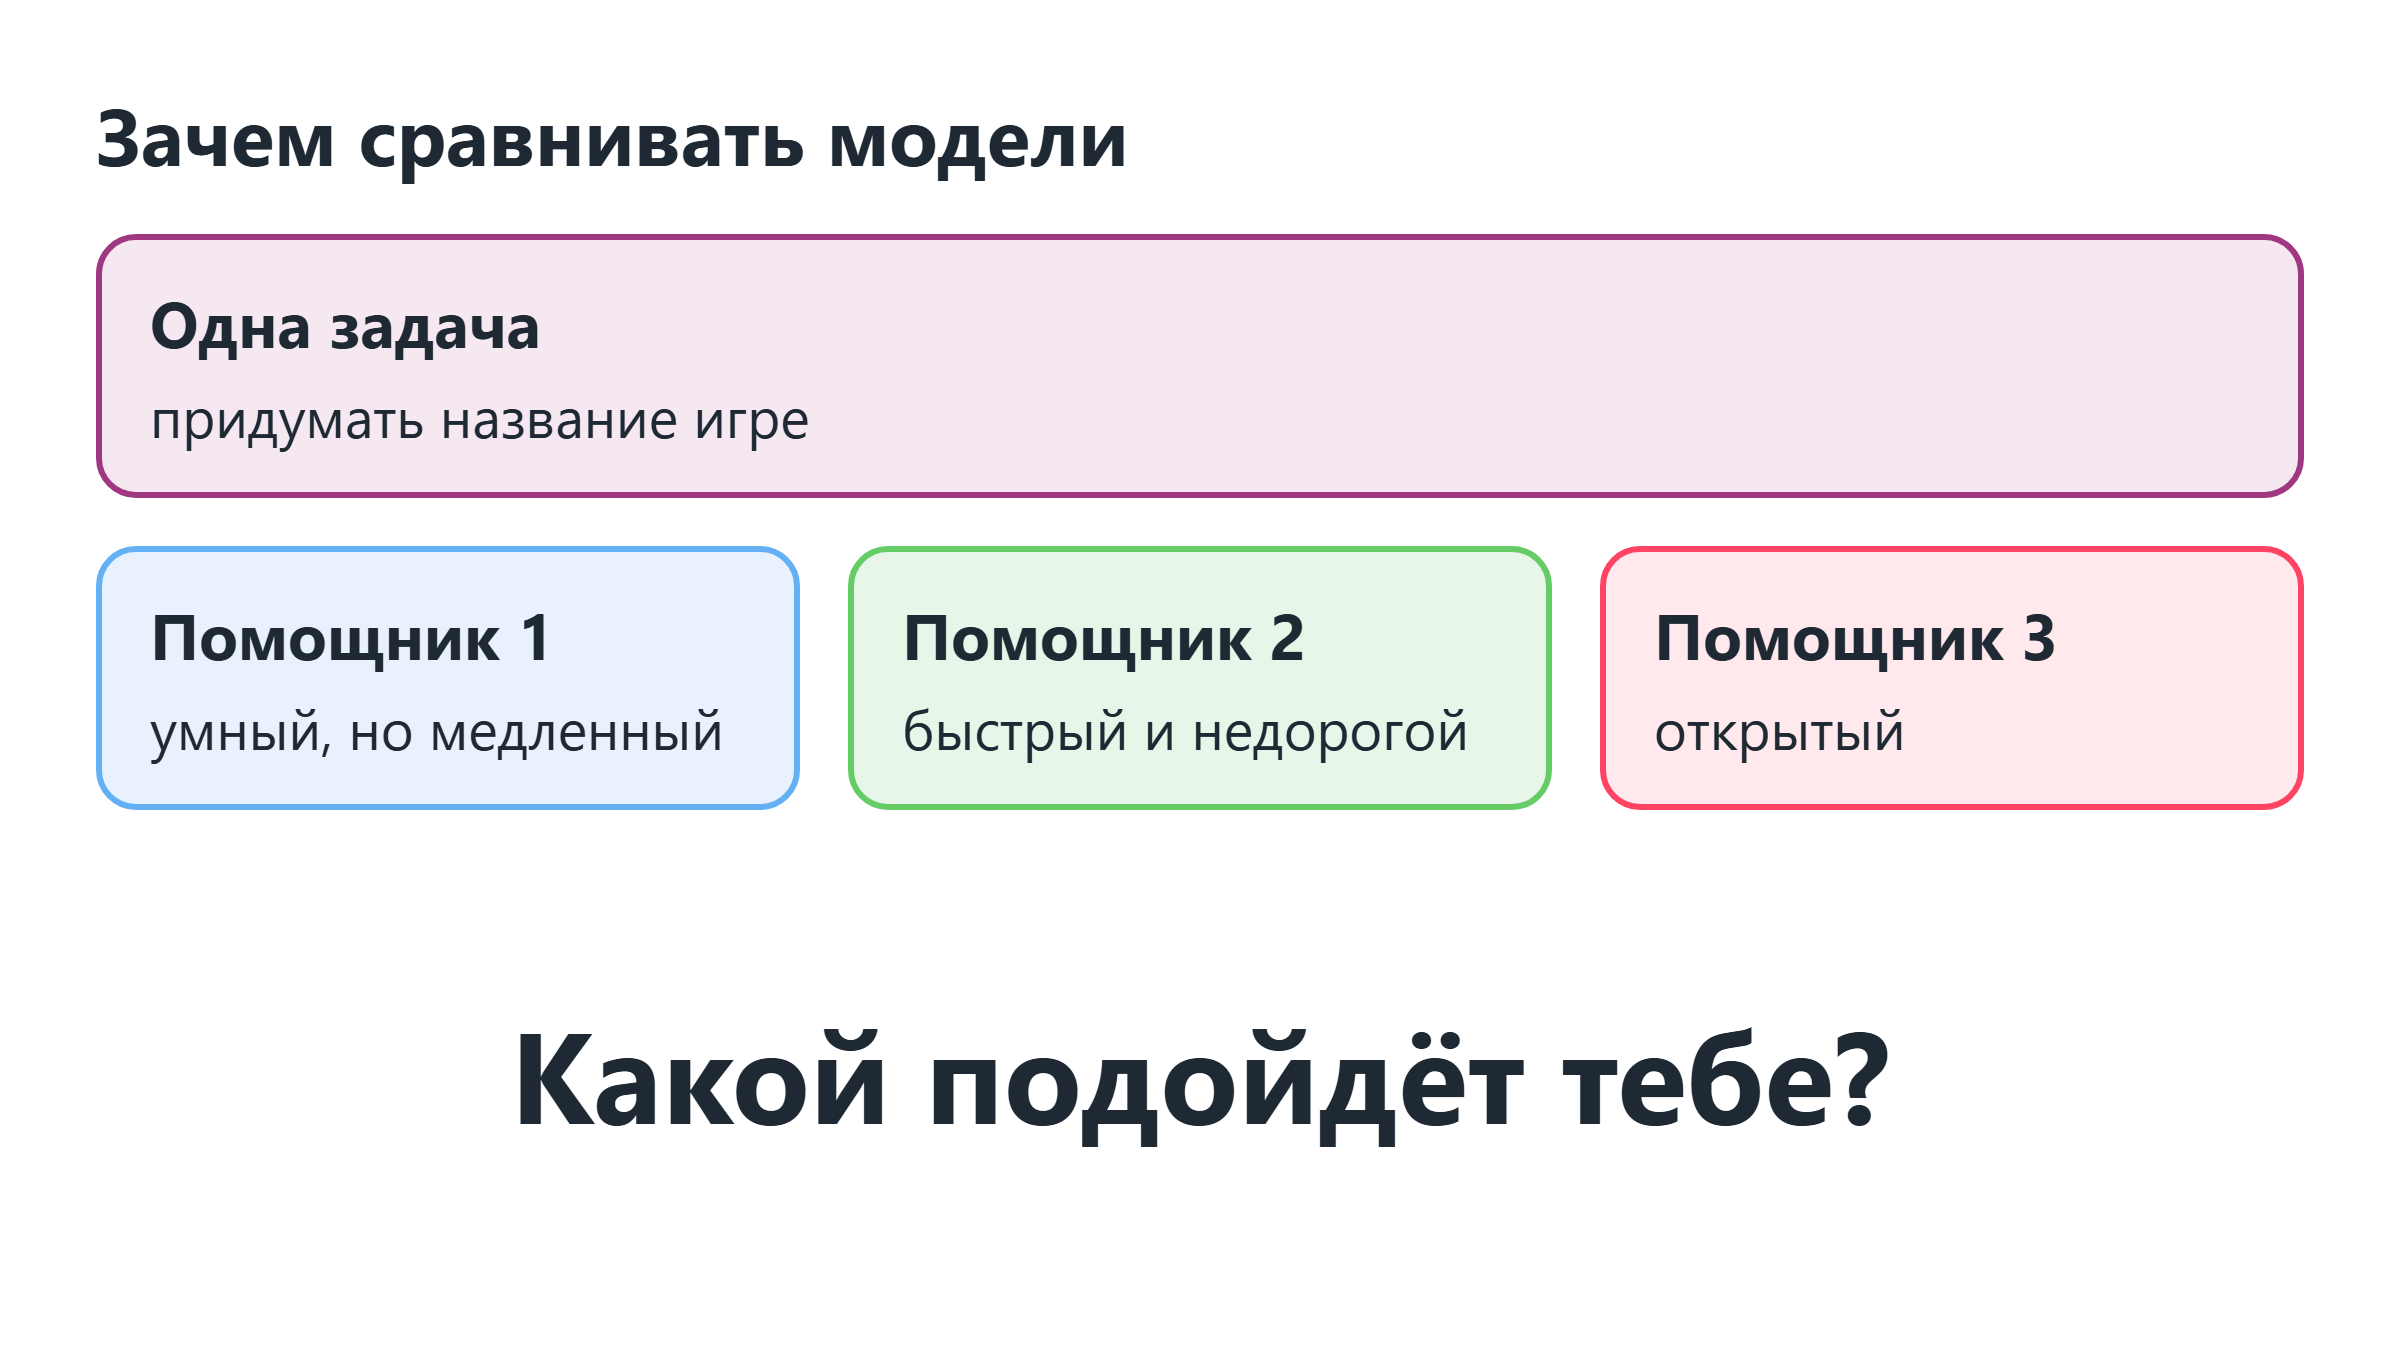 Зачем сравнивать модели
Одна задача
придумать название игре
Помощник 1
умный, но медленный
Помощник 2
быстрый и недорогой
Помощник 3
открытый
Какой подойдёт тебе?